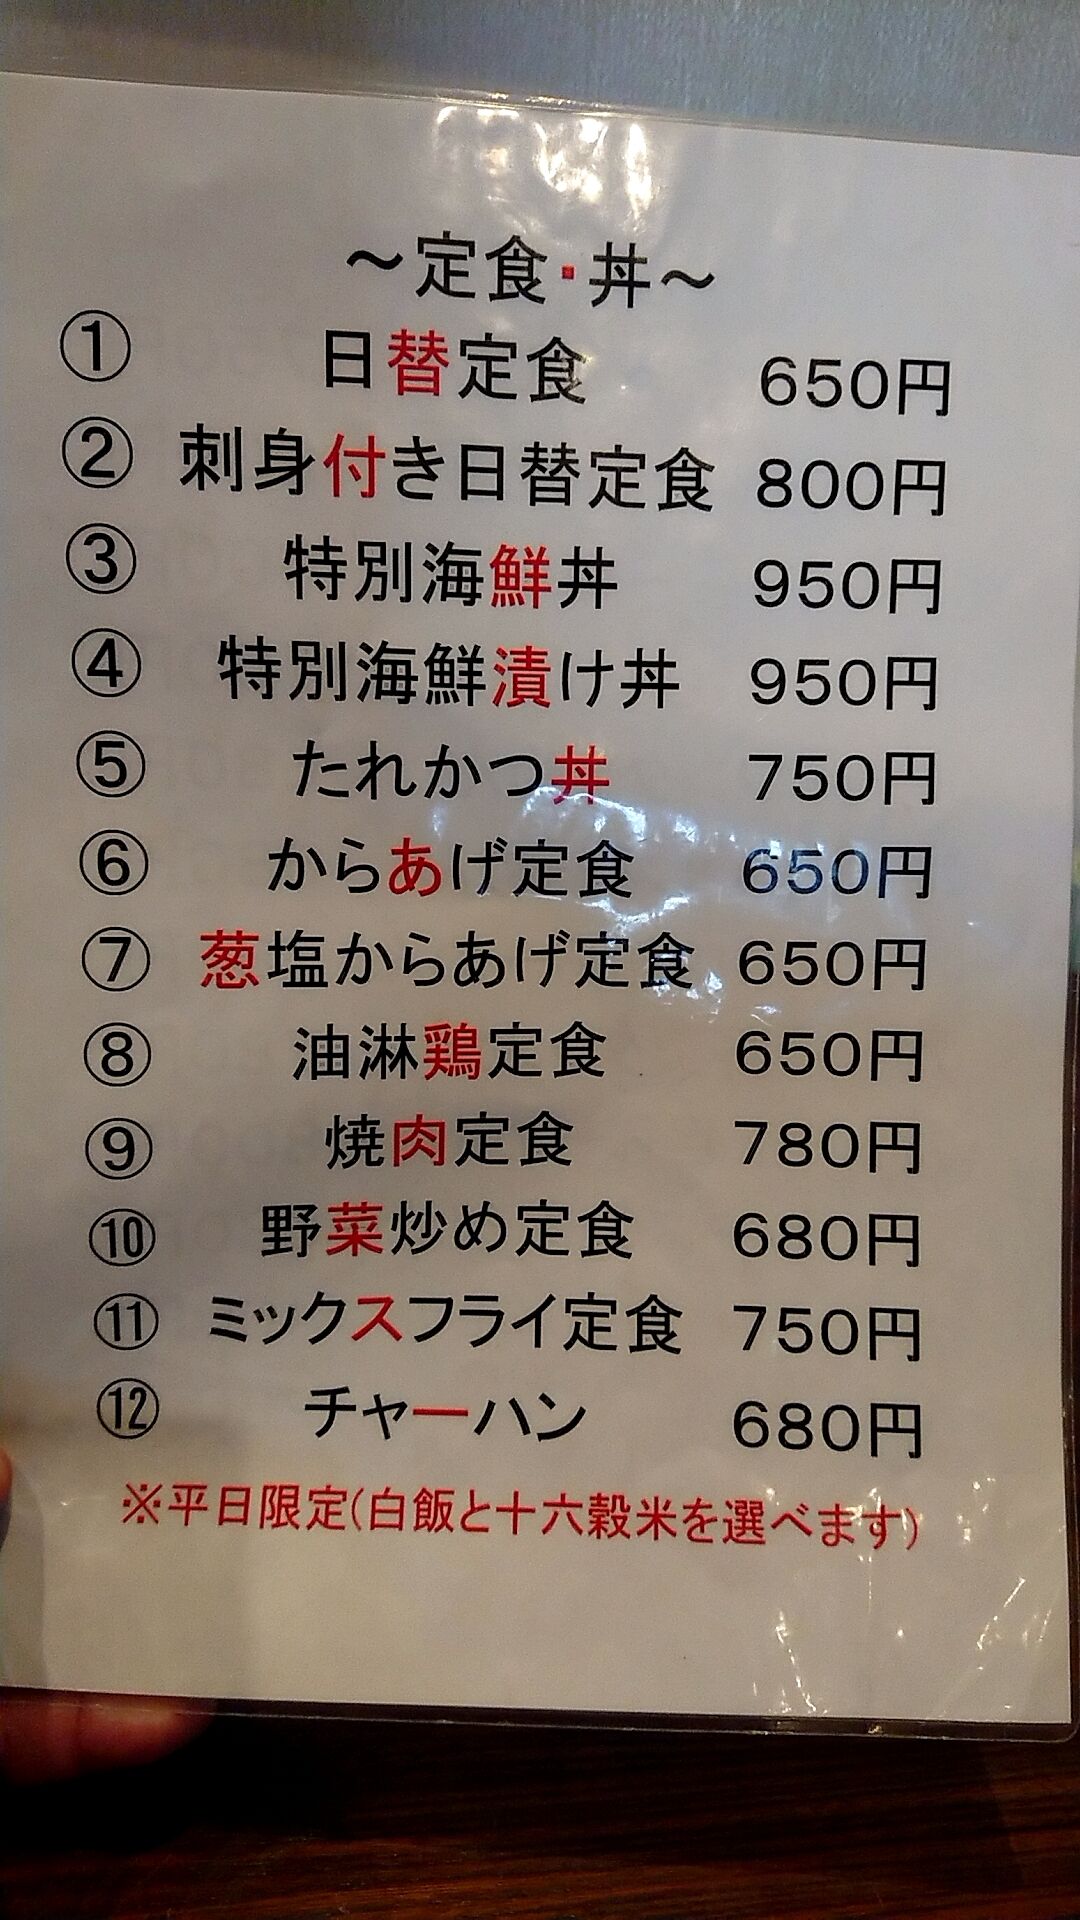 ～定食・丼～
① 日替定食 650円
② 刺身付き日替定食 800円
③ 特別海鮮丼 950円
④ 特別海鮮漬け丼 950円
⑤ たれかつ丼 750円
⑥ からあげ定食 650円
⑦ 葱塩からあげ定食 650円
⑧ 油淋鶏定食 650円
⑨ 焼肉定食 780円
⑩ 野菜炒め定食 680円
⑪ ミックスフライ定食 750円
⑫ チャーハン 680円
※平日限定(白飯と十六穀米を選べます)